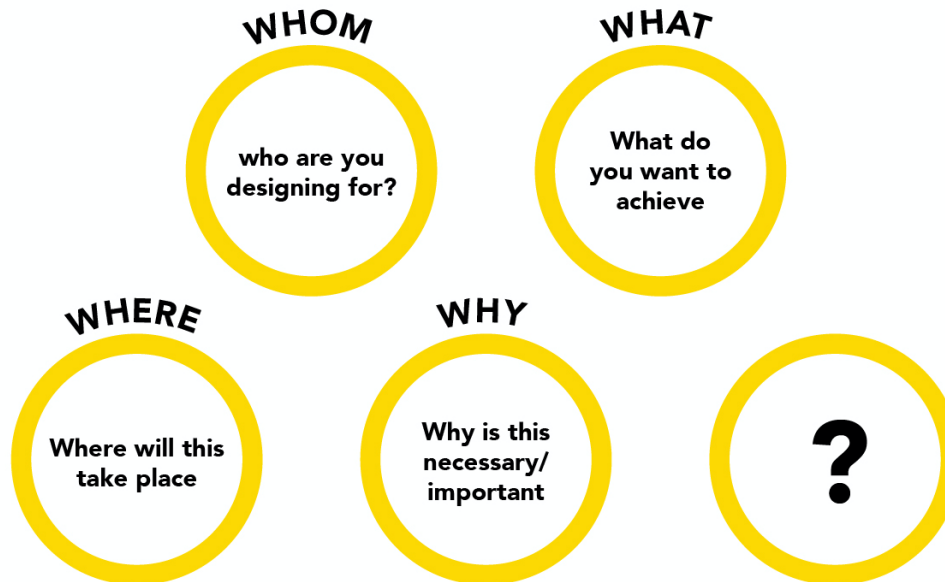 WHOM
who are you
designing for?
WHAT
What do
you want to
achieve
WHERE
Where will this
take place
WHY
Why is this
necessary/
important
?